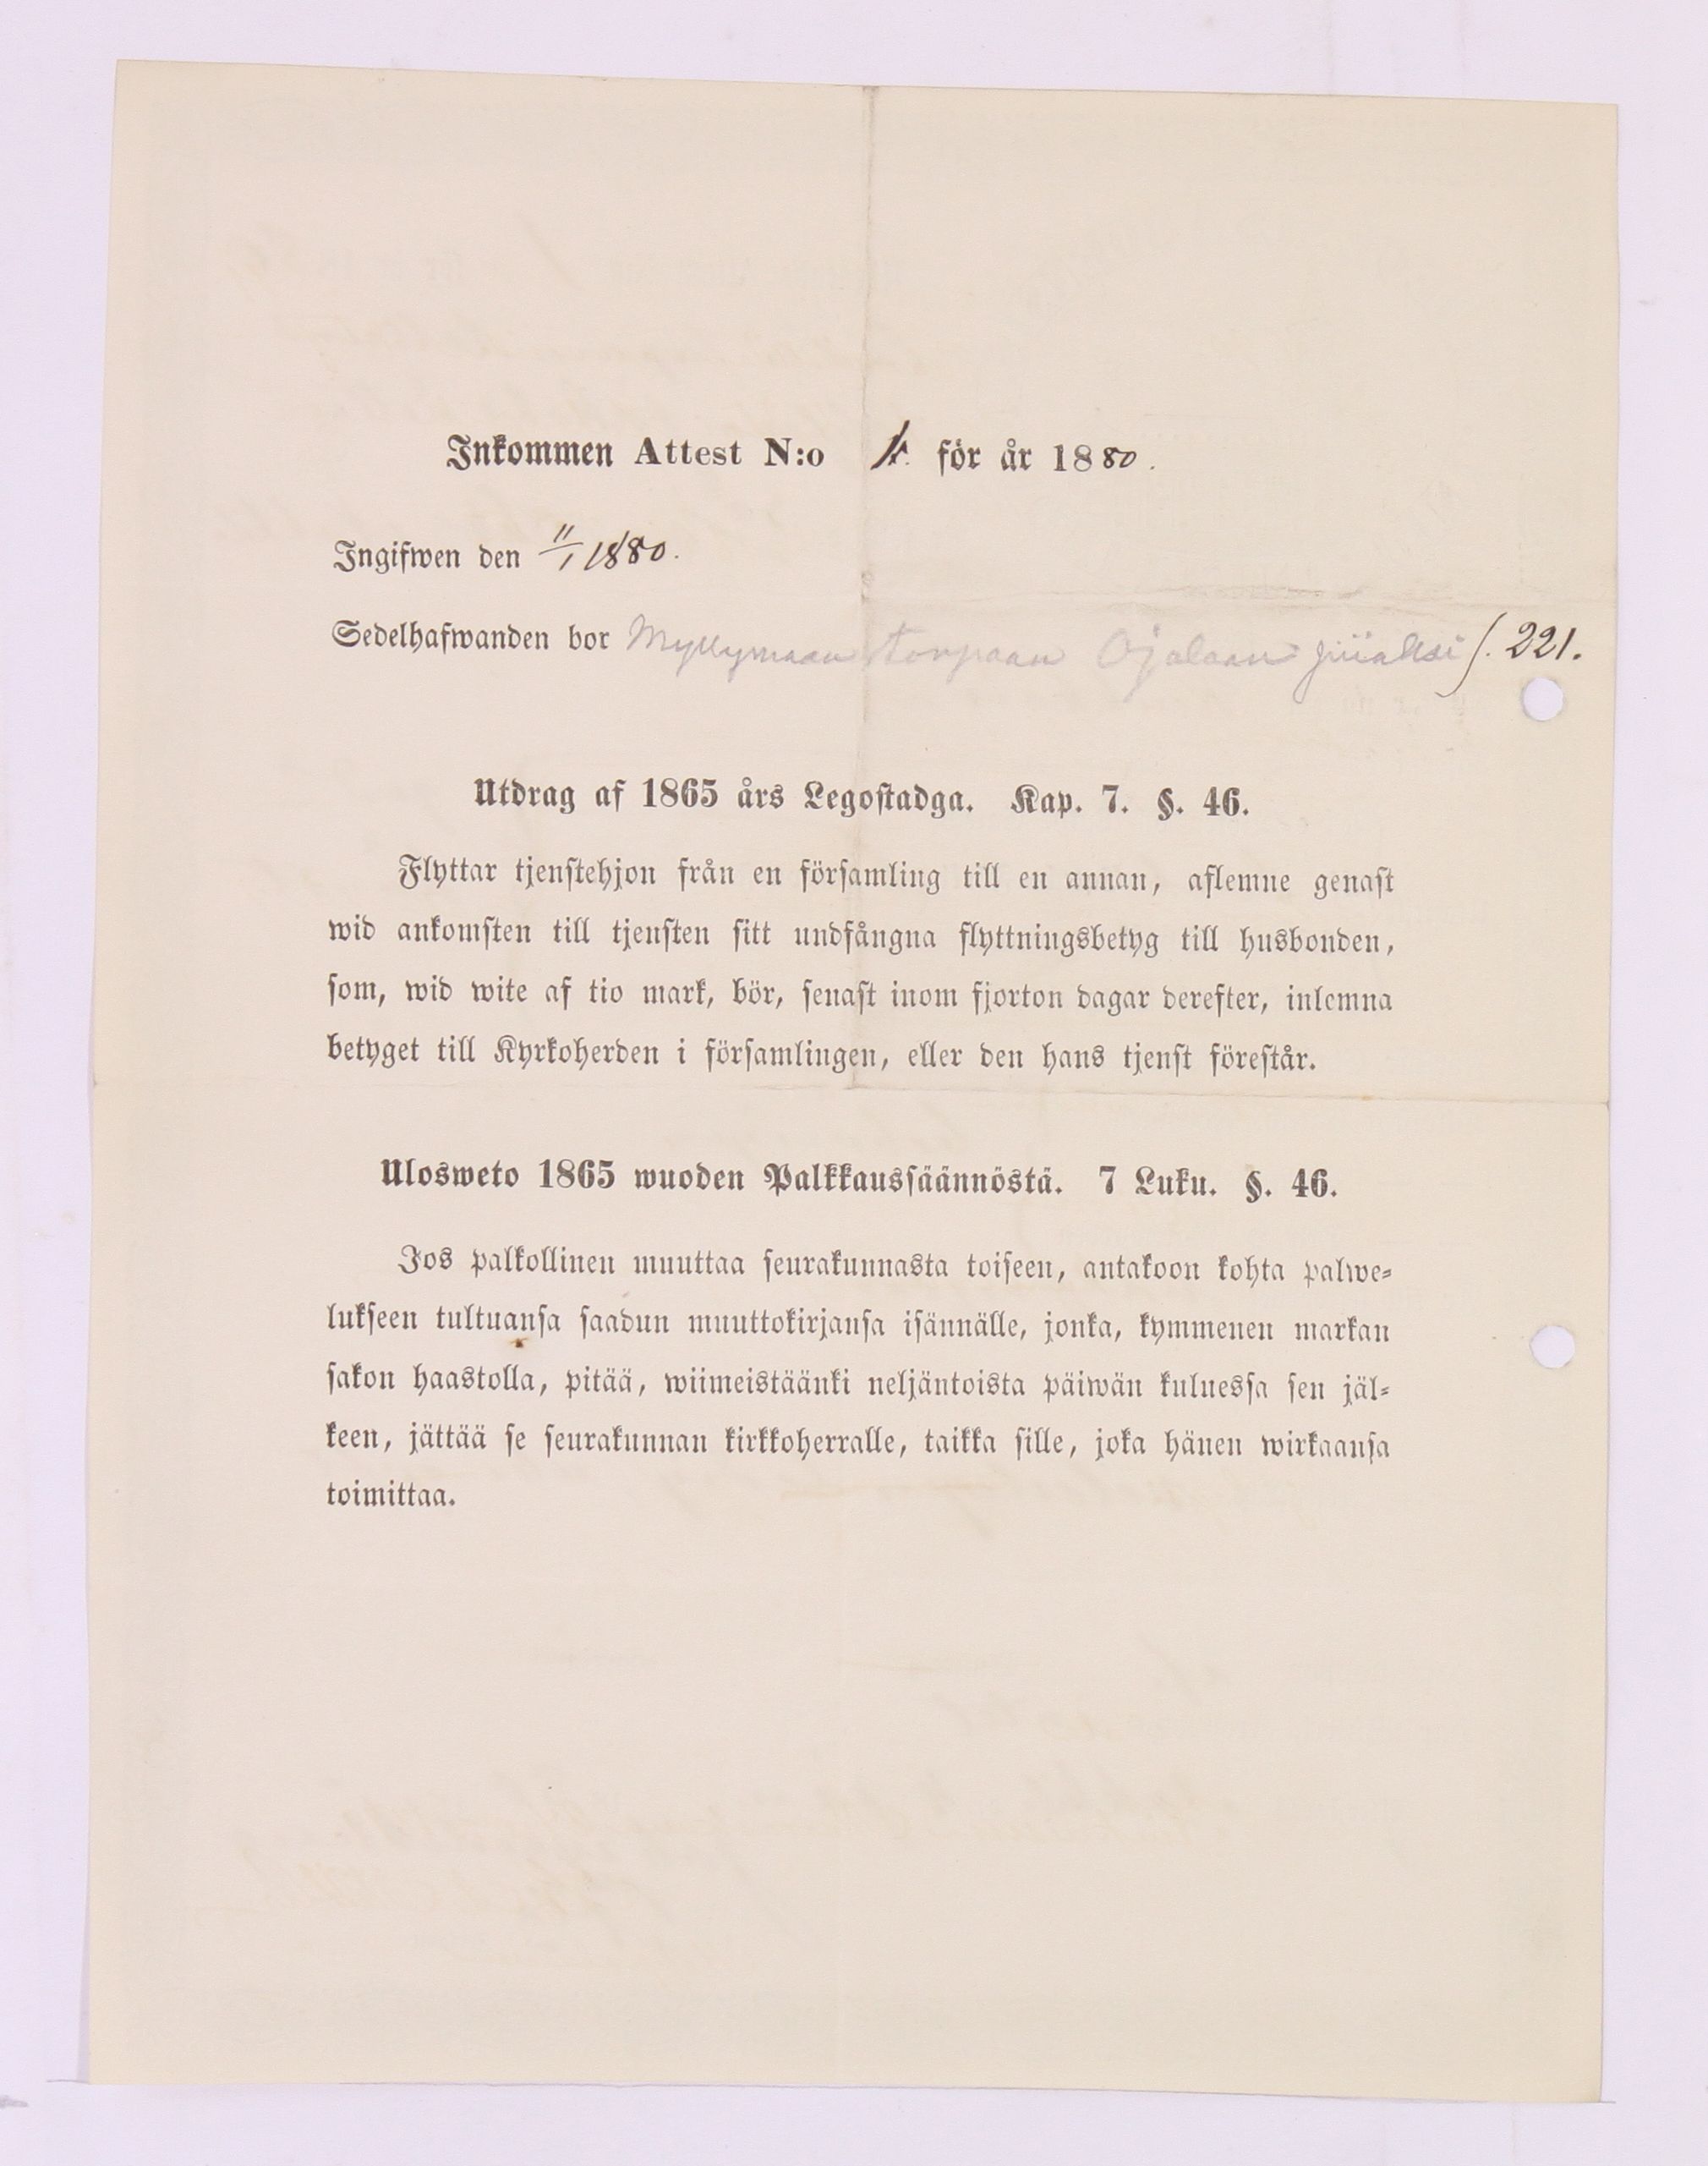 Inkommen Attest N:o 1. för år 1880.
Ingifwen den 11/1 1880.
Sedelhafwanden bor Myllymaan torpaan Ojalaan piiaksi /. 221.
Utdrag af 1865 års Legostadga. Kap. 7. §. 46.
Flyttar tjenstehjon från en församling till en annan, aflemne genast
wid ankomsten till tjensten sitt undfångna flyttningsbetyg till husbonden,
som, wid wite af tio mark, bör, senast inom fjorton dagar derefter, inlemna
betyget till Kyrkoherden i församlingen, eller den hans tjenst förestår.
Ulosweto 1865 wuoden Palkkaussäännöstä. 7 Luku. §. 46.
Jos palkollinen muuttaa seurakunnasta toiseen, antakoon kohta palwe-
lukseen tultuansa saadun muuttokirjansa isännälle, jonka, kymmenen markan
sakon haastolla, pitää, wiimeistäänki neljäntoista päiwän kuluessa sen jäl-
keen, jättää se seurakunnan kirkkoherralle, taikka sille, joka hänen wirkaansa
toimittaa.